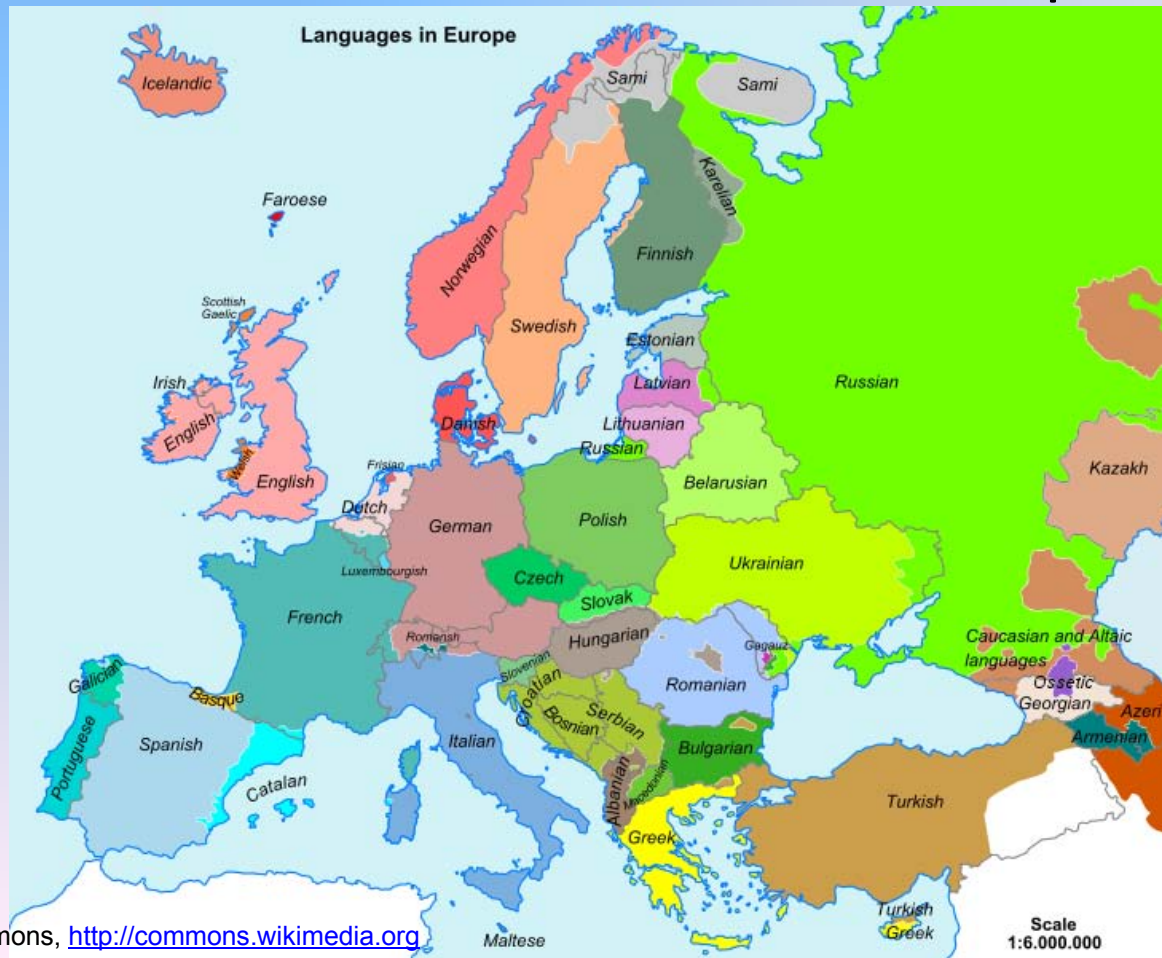 Languages in Europe
Icelandic
Sami
Sami
Faroese
Karelian
Norwegian
Finnish
Swedish
Scottish
Gaelic
Estonian
Irish
Latvian
Russian
English
Danish
Lithuanian
Russian
Welsh
English
Frisian
Dutch
Belarusian
Kazakh
German
Polish
Luxembourgish
Czech
Ukrainian
Slovak
French
Romansh
Hungarian
Slovenian
Gagauz
Caucasian and Altaic
languages
Galician
Basque
Croatian
Romanian
Ossetic
Georgian
Portuguese
Spanish
Italian
Bosnian
Serbian
Bulgarian
Azeri
Armenian
Catalan
Albanian
Macedonian
Turkish
Greek
Turkish
Greek
Maltese
Scale
1:6.000.000
mons, http://commons.wikimedia.org